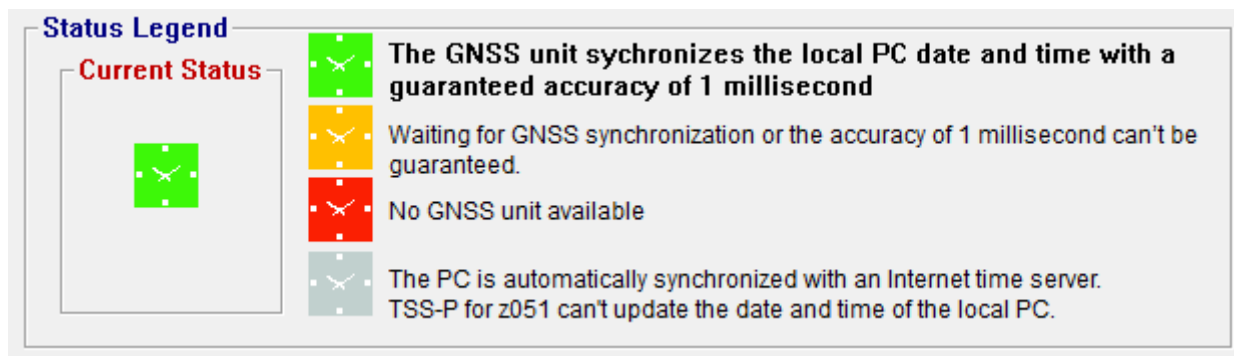 Status Legend
Current Status
The GNSS unit sychronizes the local PC date and time with a
guaranteed accuracy of 1 millisecond
Waiting for GNSS synchronization or the accuracy of 1 millisecond can't be
guaranteed.
No GNSS unit available
The PC is automatically synchronized with an Internet time server.
TSS-P for z051 can't update the date and time of the local PC.